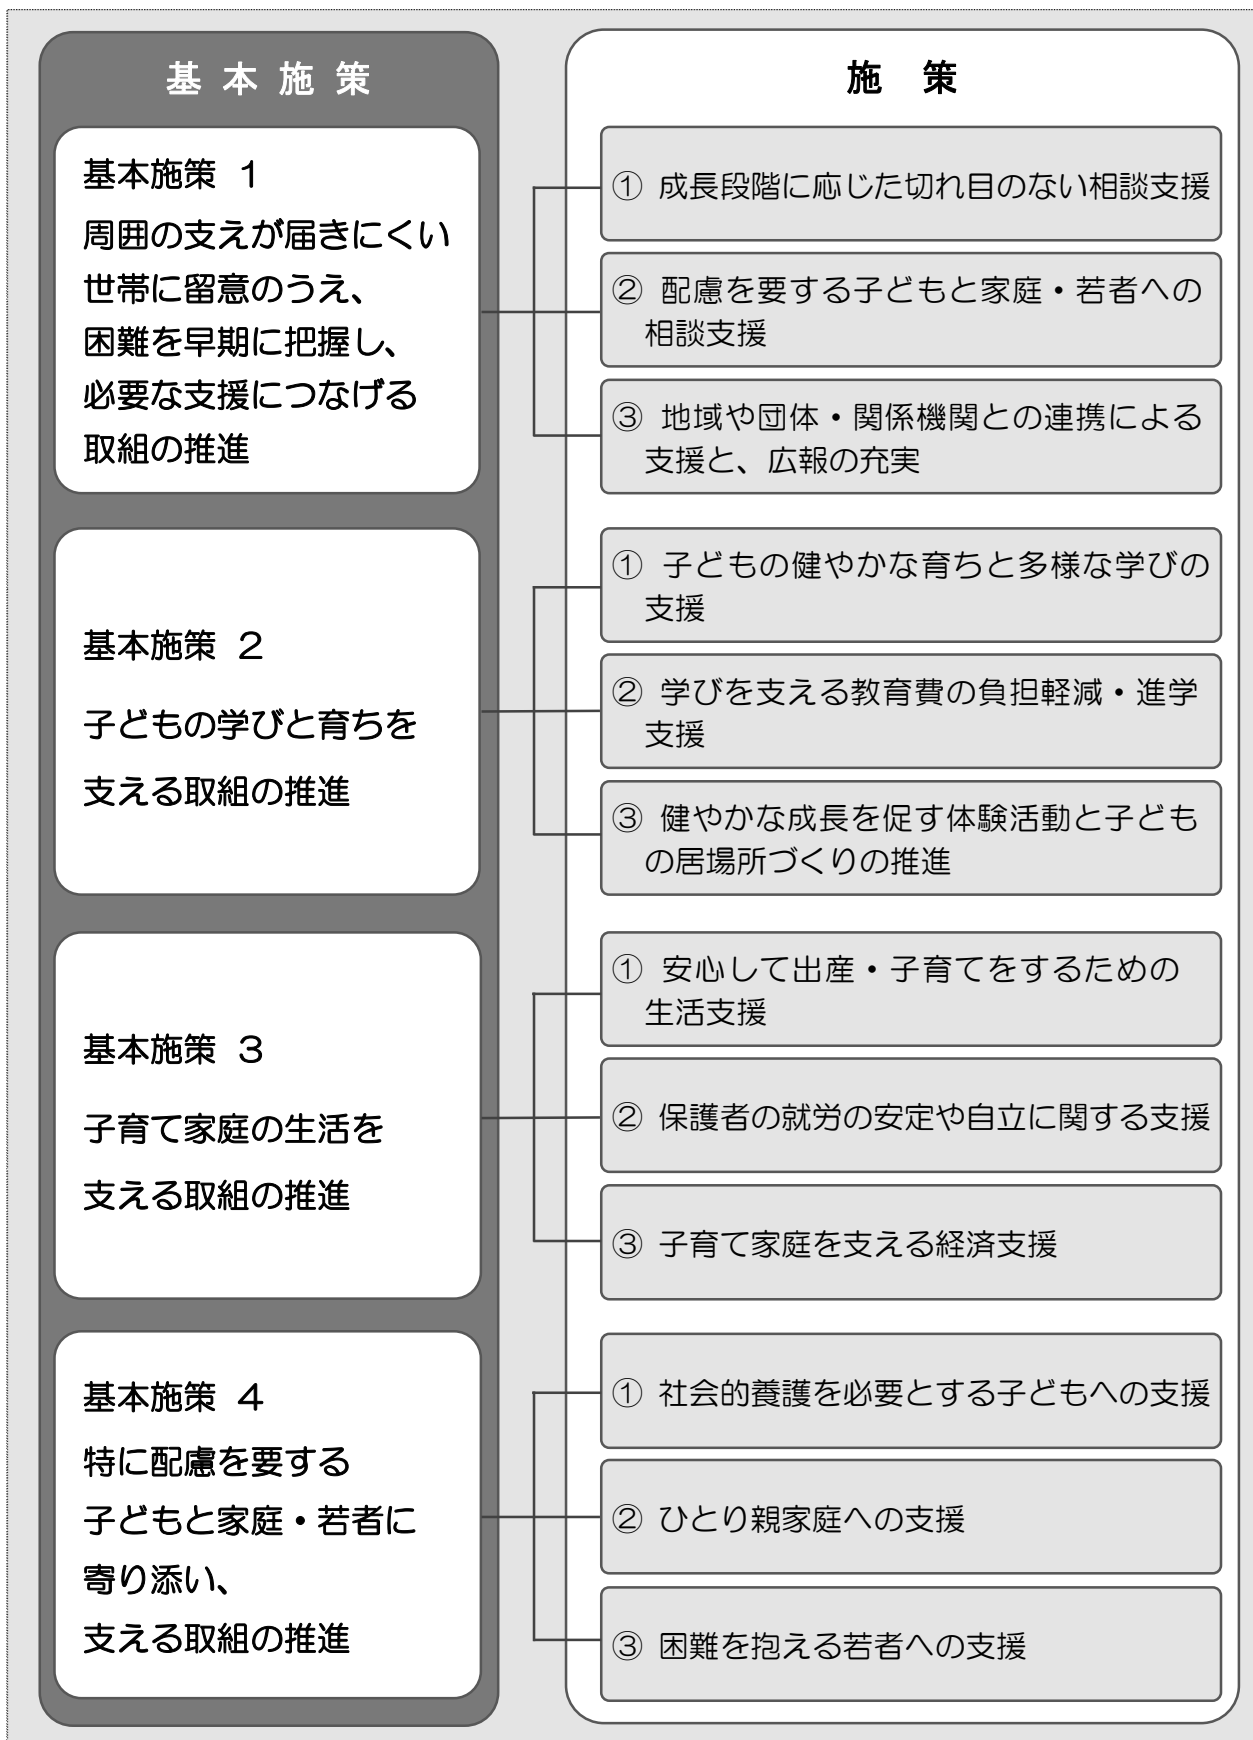 基本施策
施 策
基本施策 1
周囲の支えが届きにくい
世帯に留意のうえ、
困難を早期に把握し、
必要な支援につなげる
取組の推進
① 成長段階に応じた切れ目のない相談支援
② 配慮を要する子どもと家庭・若者への
相談支援
③ 地域や団体・関係機関との連携による
支援と、広報の充実
基本施策 2
子どもの学びと育ちを
支える取組の推進
① 子どもの健やかな育ちと多様な学びの
支援
② 学びを支える教育費の負担軽減・進学
支援
③ 健やかな成長を促す体験活動と子ども
の居場所づくりの推進
基本施策 3
子育て家庭の生活を
支える取組の推進
① 安心して出産・子育てをするための
生活支援
② 保護者の就労の安定や自立に関する支援
③ 子育て家庭を支える経済支援
基本施策 4
特に配慮を要する
子どもと家庭・若者に
寄り添い、
支える取組の推進
① 社会的養護を必要とする子どもへの支援
② ひとり親家庭への支援
③ 困難を抱える若者への支援